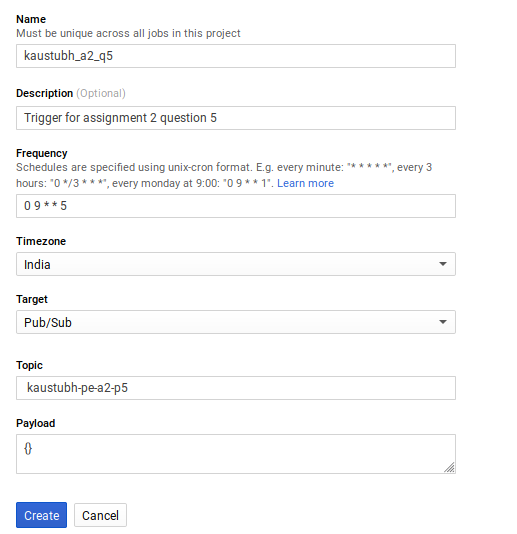 Name
Must be unique across all jobs in this project
kaustubh_a2_q5
Description (Optional)
Trigger for assignment 2 question 5
Frequency
Schedules are specified using unix-cron format. E.g. every minute: "* * * * *", every 3
hours: "0 */3 * * *", every monday at 9:00: "0 9 * * 1". Learn more
0 9 * * 5
Timezone
India
Target
Pub/Sub
Topic
kaustubh-pe-a2-p5
Payload
{}
Create Cancel